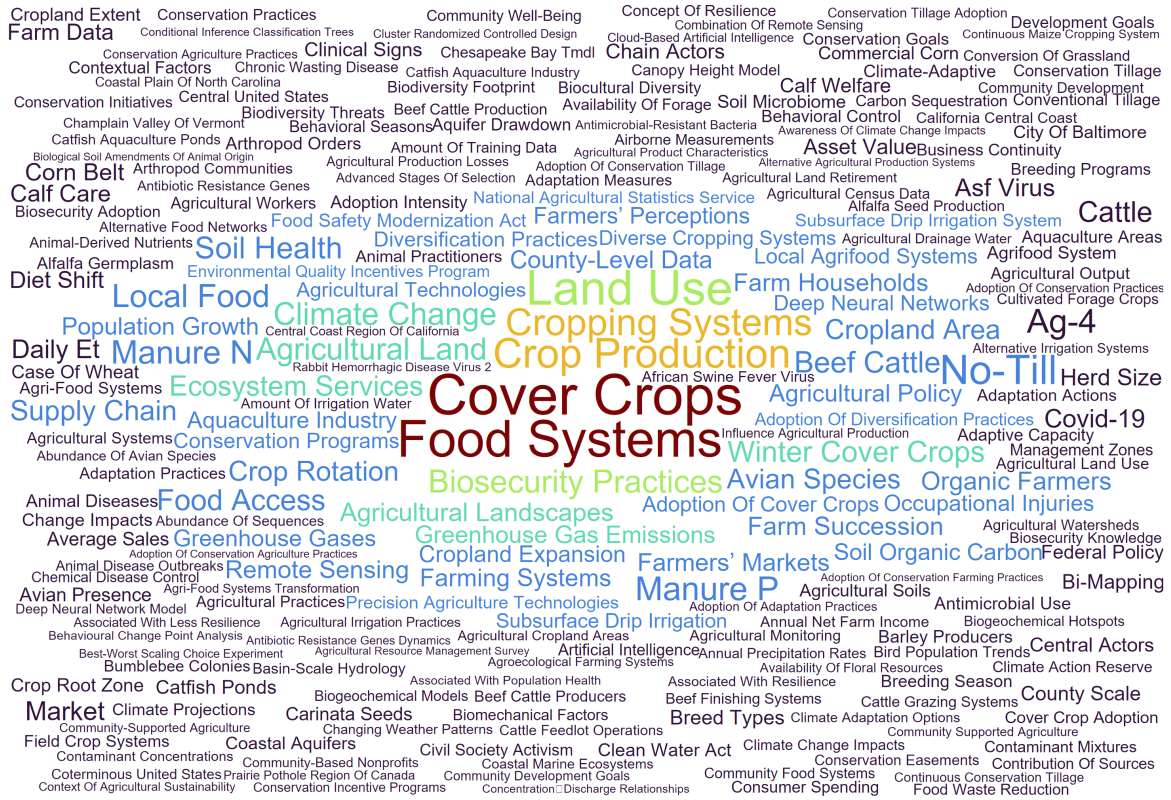 Cropland Extent
Conservation Practices
Community Well-Being
Concept Of Resilience
Conservation Tillage Adoption
Development Goals
Farm Data
Conditional Inference Classification Trees
Cluster Randomized Controlled Design
Combination Of Remote Sensing
Cloud-Based Artificial Intelligence
Conservation Goals
Continuous Maize Cropping System
Conservation Agriculture Practices
Clinical Signs
Chesapeake Bay Tmdl
Chain Actors
Commercial Corn
Conversion Of Grassland
Contextual Factors
Chronic Wasting Disease
Catfish Aquaculture Industry
Canopy Height Model
Climate-Adaptive
Conservation Tillage
Coastal Plain Of North Carolina
Biodiversity Footprint
Biocultural Diversity
Calf Welfare
Community Development
Conservation Initiatives
Central United States
Biodiversity Threats
Beef Cattle Production
Availability Of Forage
Soil Microbiome
Carbon Sequestration
Conventional Tillage
Champlain Valley Of Vermont
Behavioral Seasons
Aquifer Drawdown
Antimicrobial-Resistant Bacteria
Behavioral Control
California Central Coast
Awareness Of Climate Change Impacts
City Of Baltimore
Catfish Aquaculture Ponds
Arthropod Orders
Amount Of Training Data
Airborne Measurements
Agricultural Product Characteristics
Asset Value
Business Continuity
Biological Soil Amendments Of Animal Origin
Agricultural Production Losses
Adoption Of Conservation Tillage
Alternative Agricultural Production Systems
Corn Belt
Arthropod Communities
Advanced Stages Of Selection
Adaptation Measures
Agricultural Land Retirement
Breeding Programs
Calf Care
Antibiotic Resistance Genes
Agricultural Workers
Adoption Intensity
National Agricultural Statistics Service
Agricultural Census Data
Asf Virus
Biosecurity Adoption
Alfalfa Seed Production
Cattle
Alternative Food Networks
Food Safety Modernization Act
Farmers’ Perceptions
Subsurface Drip Irrigation System
Animal-Derived Nutrients
Soil Health
Diversification Practices
Diverse Cropping Systems
Agricultural Drainage Water
Aquaculture Areas
Alfalfa Germplasm
Animal Practitioners
County-Level Data
Local Agrifood Systems
Agrifood System
Environmental Quality Incentives Program
Agricultural Output
Diet Shift
Local Food
Agricultural Technologies
Land Use
Farm Households
Adoption Of Conservation Practices
Deep Neural Networks
Cultivated Forage Crops
Climate Change
Population Growth
Central Coast Region Of California
Cropping Systems
Cropland Area
Ag-4
Daily Et
Manure N
Agricultural Land
Crop Production
Alternative Irrigation Systems
Case Of Wheat
Rabbit Hemorrhagic Disease Virus 2
Beef Cattle
No-Till
African Swine Fever Virus
Herd Size
Agri-Food Systems
Ecosystem Services
Cover Crops
Agricultural Policy
Adaptation Actions
Amount Of Irrigation Water
Supply Chain
Aquaculture Industry
Adoption Of Diversification Practices
Covid-19
Agricultural Systems
Conservation Programs
Food Systems
Influence Agricultural Production
Adaptive Capacity
Abundance Of Avian Species
Winter Cover Crops
Management Zones
Agricultural Land Use
Adaptation Practices
Crop Rotation
Biosecurity Practices
Avian Species
Organic Farmers
Animal Diseases
Food Access
Adoption Of Cover Crops
Occupational Injuries
Agricultural Landscapes
Change Impacts
Abundance Of Sequences
Farm Succession
Agricultural Watersheds
Average Sales
Greenhouse Gases
Greenhouse Gas Emissions
Biosecurity Knowledge
Adoption Of Conservation Agriculture Practices
Cropland Expansion
Farmers’ Markets
Soil Organic Carbon
Federal Policy
Animal Disease Outbreaks
Remote Sensing
Chemical Disease Control
Farming Systems
Adoption Of Conservation Farming Practices
Bi-Mapping
Avian Presence
Agri-Food Systems Transformation
Manure P
Agricultural Soils
Deep Neural Network Model
Agricultural Practices
Precision Agriculture Technologies
Adoption Of Adaptation Practices
Antimicrobial Use
Associated With Less Resilience
Agricultural Irrigation Practices
Subsurface Drip Irrigation
Annual Net Farm Income
Biogeochemical Hotspots
Behavioural Change Point Analysis
Antibiotic Resistance Genes Dynamics
Agricultural Cropland Areas
Agricultural Monitoring
Barley Producers
Central Actors
Best-Worst Scaling Choice Experiment
Agricultural Resource Management Survey
Artificial Intelligence
Annual Precipitation Rates
Bird Population Trends
Bumblebee Colonies
Basin-Scale Hydrology
Agroecological Farming Systems
Availability Of Floral Resources
Climate Action Reserve
Associated With Population Health
Associated With Resilience
Breeding Season
Crop Root Zone
Catfish Ponds
Biogeochemical Models
Beef Cattle Producers
Beef Finishing Systems
Cattle Grazing Systems
County Scale
Market
Climate Projections
Carinata Seeds
Biomechanical Factors
Breed Types
Climate Adaptation Options
Cover Crop Adoption
Community-Supported Agriculture
Changing Weather Patterns
Cattle Feedlot Operations
Community Supported Agriculture
Field Crop Systems
Coastal Aquifers
Civil Society Activism
Clean Water Act
Climate Change Impacts
Contaminant Mixtures
Contaminant Concentrations
Community-Based Nonprofits
Coastal Marine Ecosystems
Conservation Easements
Contribution Of Sources
Coterminous United States
Prairie Pothole Region Of Canada
Community Development Goals
Community Food Systems
Continuous Conservation Tillage
Context Of Agricultural Sustainability
Conservation Incentive Programs
Concentration□Discharge Relationships
Consumer Spending
Food Waste Reduction